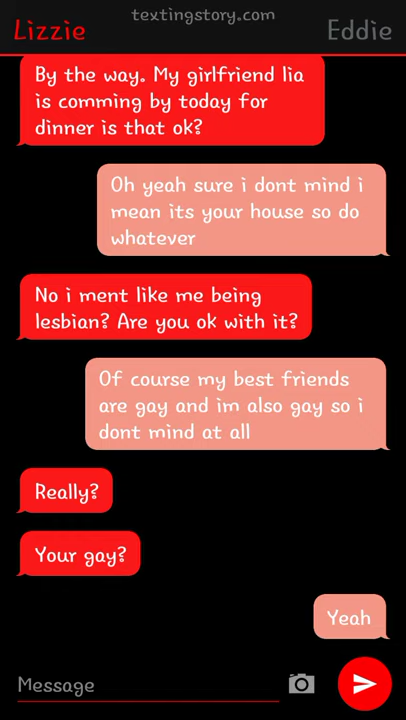 textingstory.com
Lizzie
Eddie
By the way. My girlfriend lia
is comming by today for
dinner is that ok?
Oh yeah sure i dont mind i
mean its your house so do
whatever
No i ment like me being
lesbian? Are you ok with it?
Of course my best friends
are gay and im also gay so i
dont mind at all
Really?
Your gay?
Yeah
Message